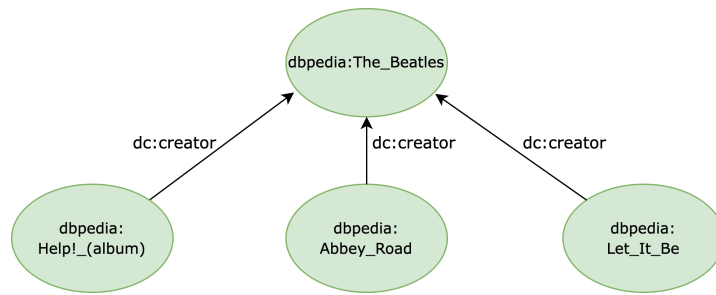 dbpedia:The_Beatles
dc:creator
dc:creator
dc:creator
dbpedia:
Help!_(album)
dbpedia:
Abbey_Road
dbpedia:
Let_It_Be